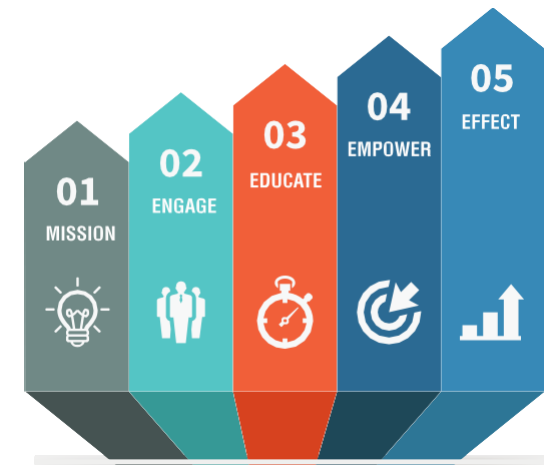 01
MISSION
02
ENGAGE
03
EDUCATE
04
EMPOWER
05
EFFECT